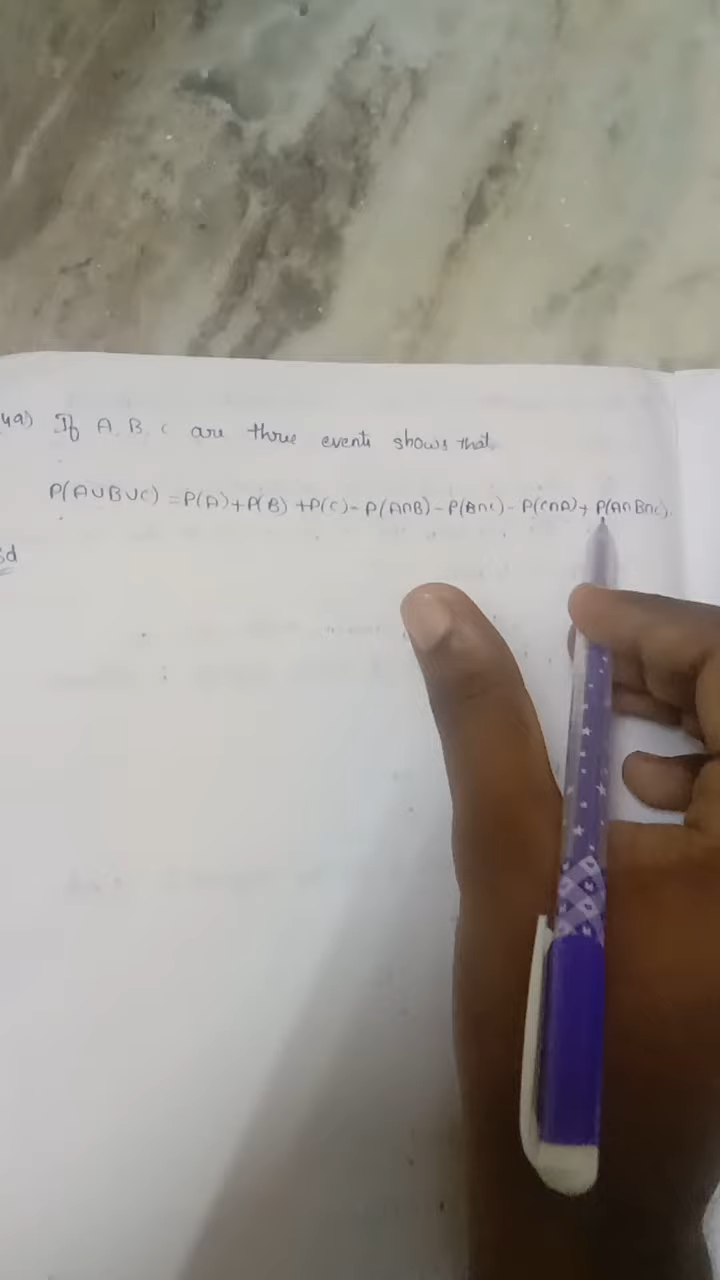 4a) If A, B, C are three events shows that
P(A∪B∪C) = P(A)+P(B) +P(C) - P(A∩B) - P(B∩C) - P(C∩A) + P(A∩B∩C).